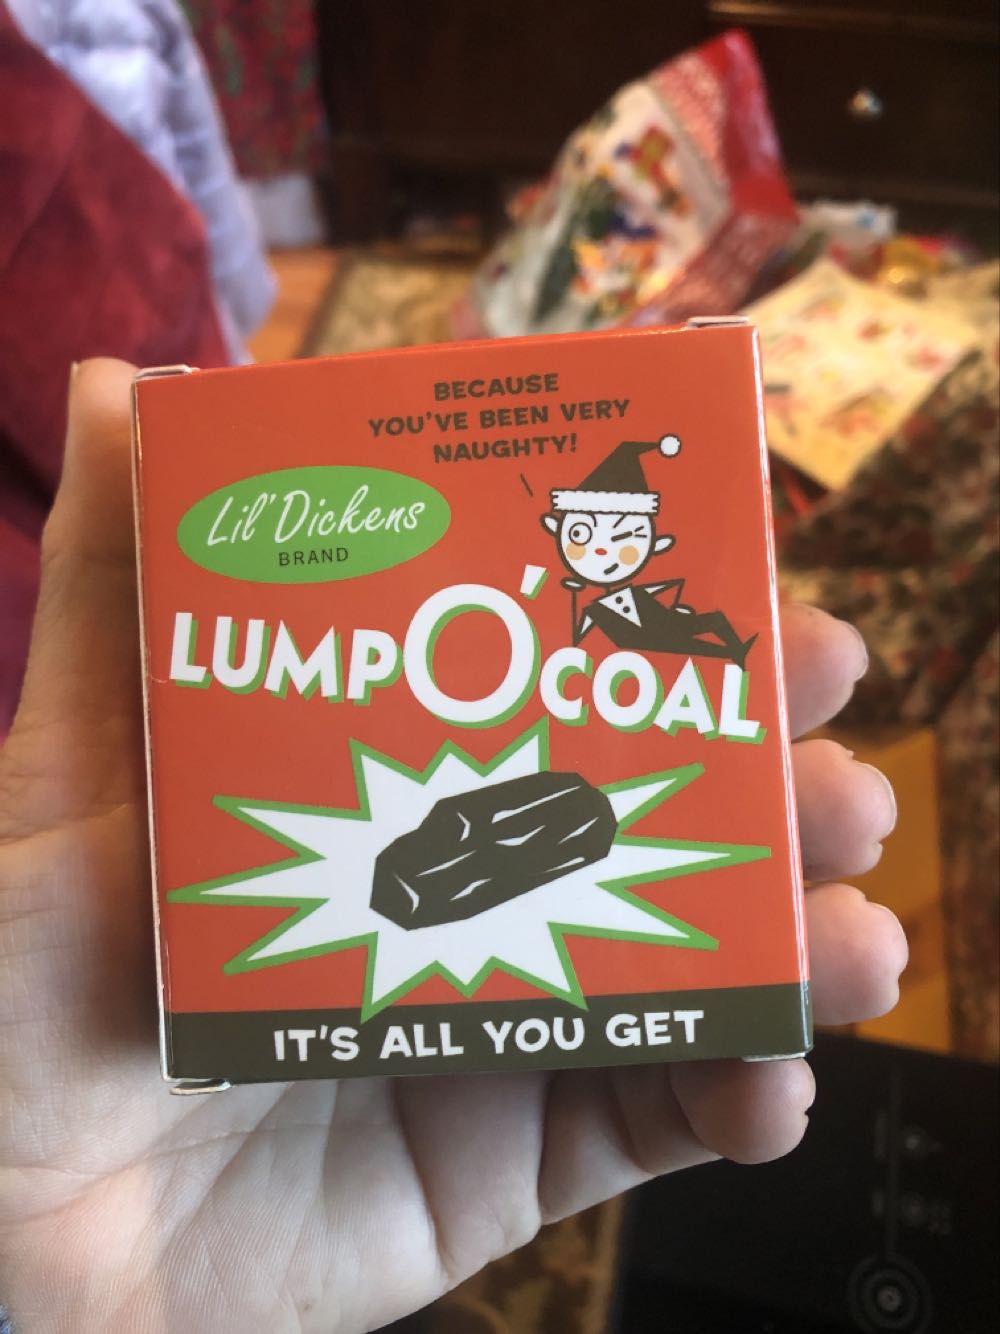 BECAUSE
YOU'VE BEEN VERY
NAUGHTY!
Lil' Dickens
BRAND
LUMP O' COAL
IT'S ALL YOU GET